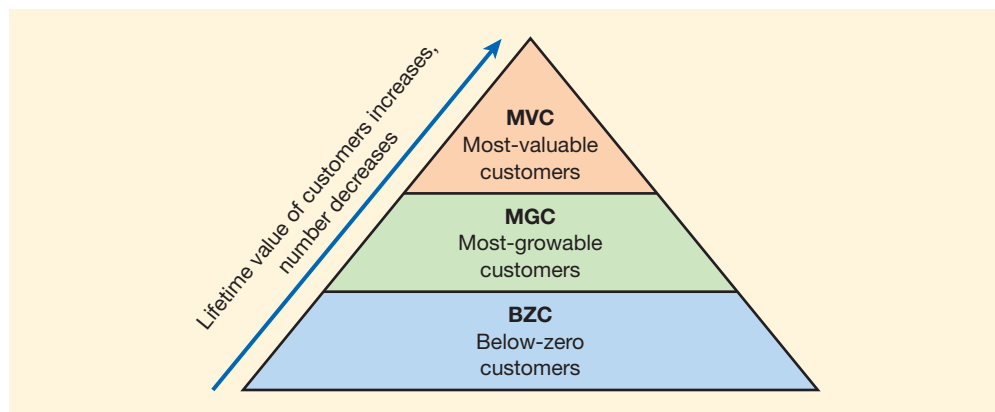 Lifetime value of customers increases,
number decreases
MVC
Most-valuable
customers
MGC
Most-growable
customers
BZC
Below-zero
customers